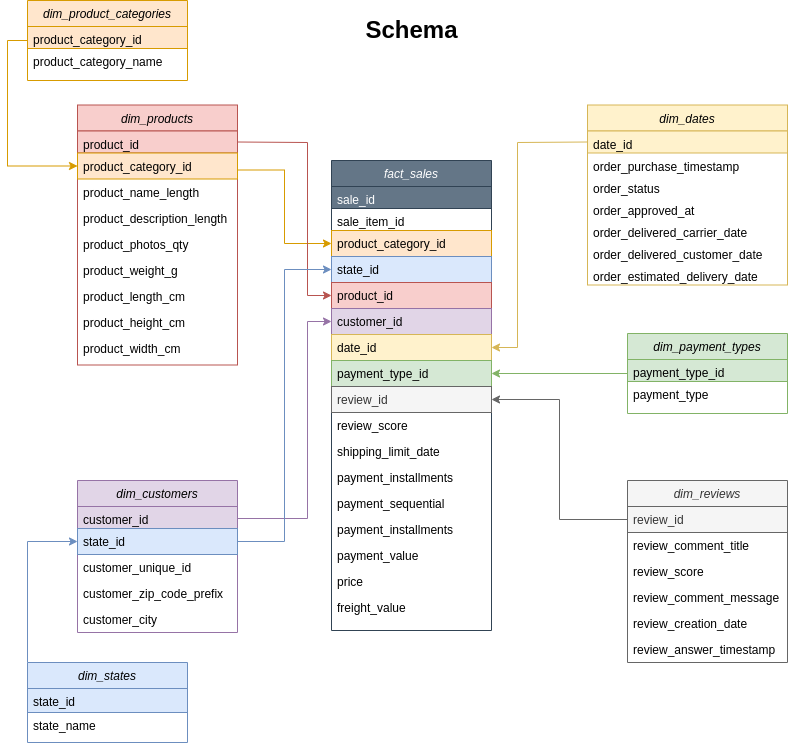 Schema
dim_product_categories
product_category_id
product_category_name
dim_products
product_id
product_category_id
product_name_length
product_description_length
product_photos_qty
product_weight_g
product_length_cm
product_height_cm
product_width_cm
fact_sales
sale_id
sale_item_id
product_category_id
state_id
product_id
customer_id
date_id
payment_type_id
review_id
review_score
shipping_limit_date
payment_installments
payment_sequential
payment_installments
payment_value
price
freight_value
dim_dates
date_id
order_purchase_timestamp
order_status
order_approved_at
order_delivered_carrier_date
order_delivered_customer_date
order_estimated_delivery_date
dim_payment_types
payment_type_id
payment_type
dim_customers
customer_id
state_id
customer_unique_id
customer_zip_code_prefix
customer_city
dim_reviews
review_id
review_comment_title
review_score
review_comment_message
review_creation_date
review_answer_timestamp
dim_states
state_id
state_name